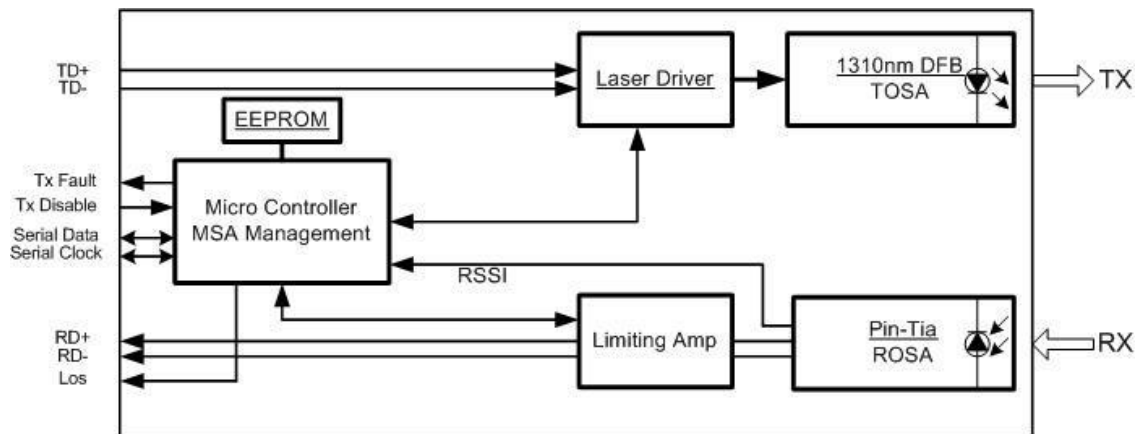 TD+
TD-
Laser Driver
1310nm DFB
TOSA
TX
EEPROM
Tx Fault
Tx Disable
Serial Data
Serial Clock
Micro Controller
MSA Management
RSSI
RD+
RD-
Los
Limiting Amp
Pin-Tia
ROSA
RX